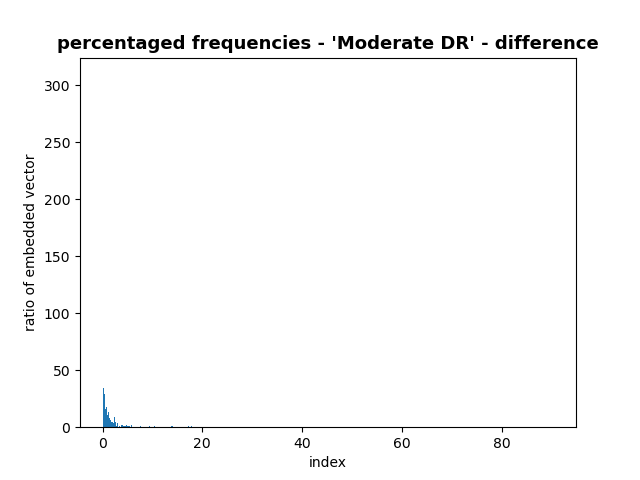 percentaged frequencies - 'Moderate DR' - difference
300
250
200
150
100
50
0
ratio of embedded vector
0 20 40 60 80
index